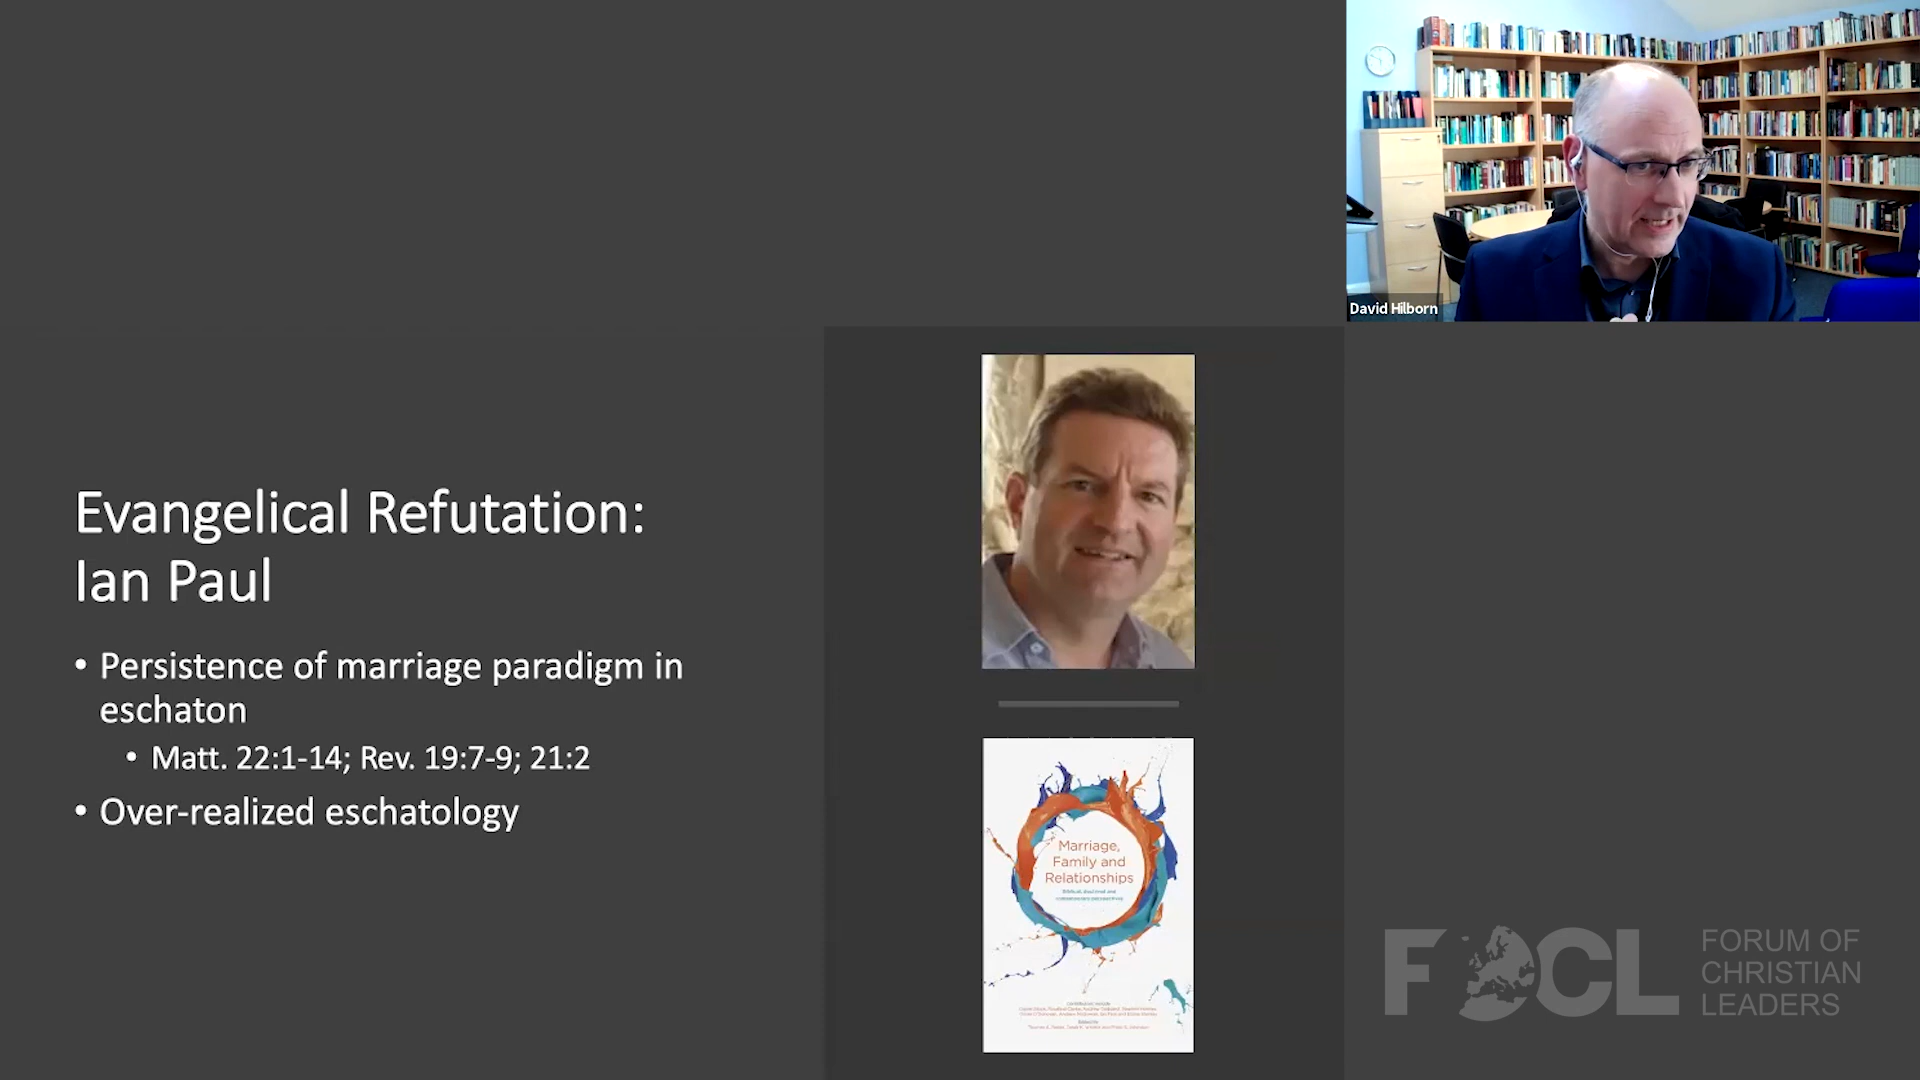 David Hilborn
Evangelical Refutation:
Ian Paul
• Persistence of marriage paradigm in
eschaton
• Matt. 22:1-14; Rev. 19:7-9; 21:2
• Over-realized eschatology
Marriage,
Family and
Relationships
FOCL
FORUM OF
CHRISTIAN
LEADERS